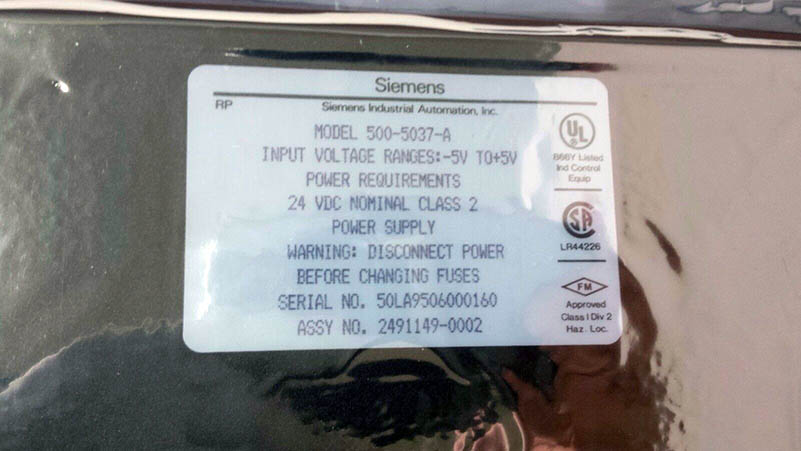 Siemens
RP
Siemens Industrial Automation, Inc.
MODEL 500-5037-A
INPUT VOLTAGE RANGES:-5V TO+5V
POWER REQUIREMENTS
24 VDC NOMINAL CLASS 2
POWER SUPPLY
WARNING: DISCONNECT POWER
BEFORE CHANGING FUSES
SERIAL NO. 50LA9506000160
ASSY NO. 2491149-0002
UL
866Y Listed
Ind Control
Equip
SA
LR44226
FM
Approved
Class I Div 2
Haz. Loc.